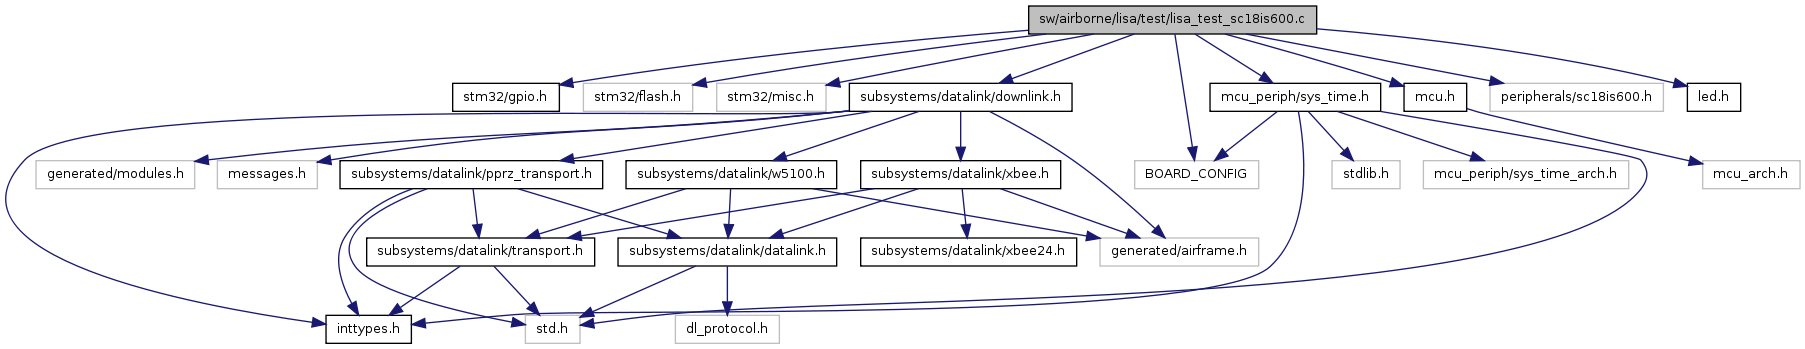 sw/airborne/lisa/test/lisa_test_sc18is600.c
stm32/gpio.h
stm32/flash.h
stm32/misc.h
subsystems/datalink/downlink.h
mcu_periph/sys_time.h
mcu.h
peripherals/sc18is600.h
led.h
generated/modules.h
messages.h
subsystems/datalink/pprz_transport.h
subsystems/datalink/w5100.h
subsystems/datalink/xbee.h
BOARD_CONFIG
stdlib.h
mcu_periph/sys_time_arch.h
mcu_arch.h
subsystems/datalink/transport.h
subsystems/datalink/datalink.h
subsystems/datalink/xbee24.h
generated/airframe.h
inttypes.h
std.h
dl_protocol.h